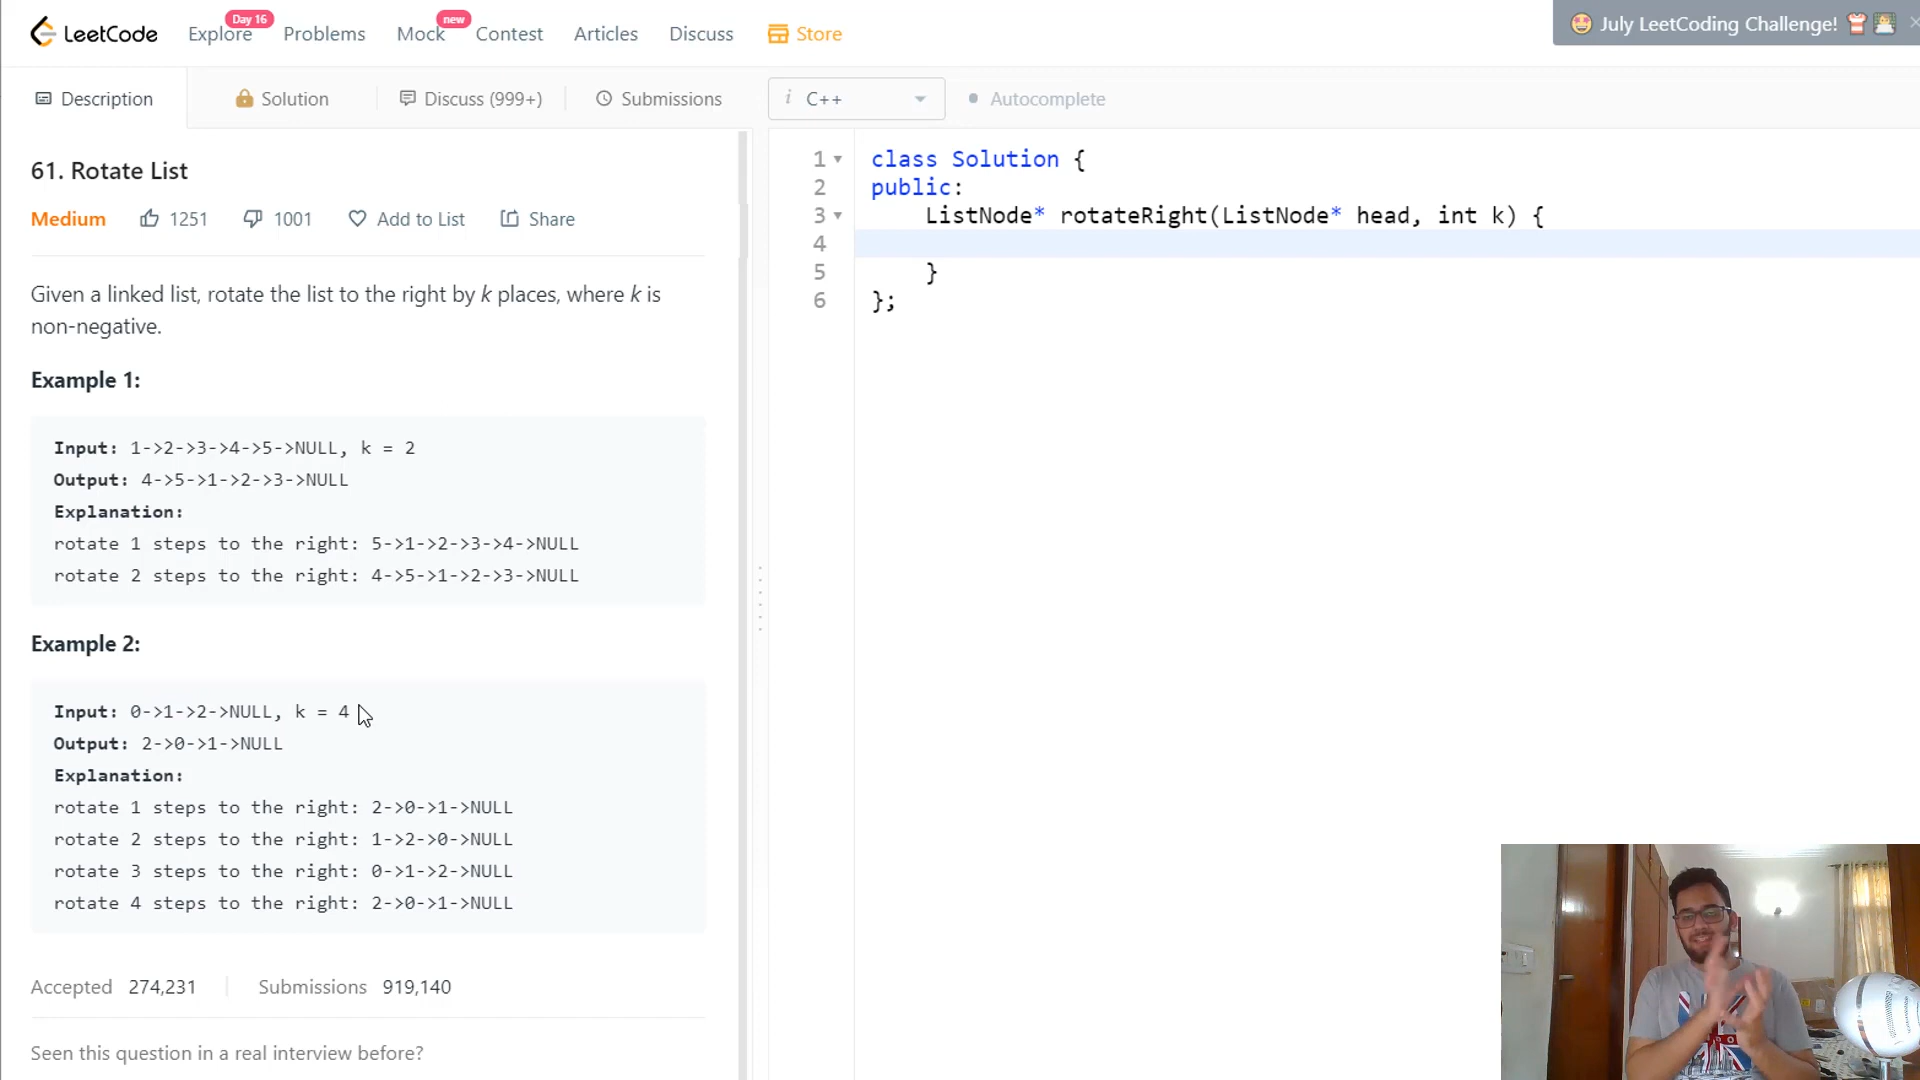 LeetCode
Explore
Day 16
Problems
Mock
new
Contest
Articles
Discuss
Store
July LeetCoding Challenge!
Description
Solution
Discuss (999+)
Submissions
i C++
Autocomplete
61. Rotate List
Medium
1251
1001
Add to List
Share
Given a linked list, rotate the list to the right by k places, where k is
non-negative.
Example 1:
Input: 1->2->3->4->5->NULL, k = 2
Output: 4->5->1->2->3->NULL
Explanation:
rotate 1 steps to the right: 5->1->2->3->4->NULL
rotate 2 steps to the right: 4->5->1->2->3->NULL
Example 2:
Input: 0->1->2->NULL, k = 4
Output: 2->0->1->NULL
Explanation:
rotate 1 steps to the right: 2->0->1->NULL
rotate 2 steps to the right: 1->2->0->NULL
rotate 3 steps to the right: 0->1->2->NULL
rotate 4 steps to the right: 2->0->1->NULL
Accepted 274,231
Submissions 919,140
Seen this question in a real interview before?
1 class Solution {
2 public:
3 ListNode* rotateRight(ListNode* head, int k) {
4
5 }
6 };